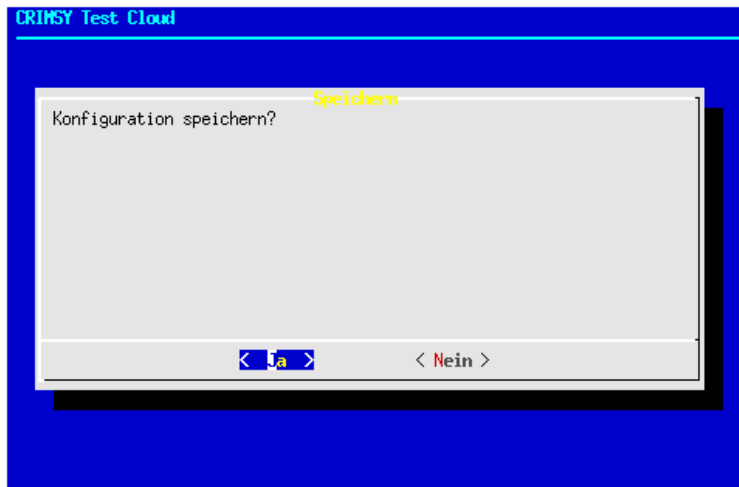 CRIMSY Test Cloud
Speichern
Konfiguration speichern?
< Ja > < Nein >